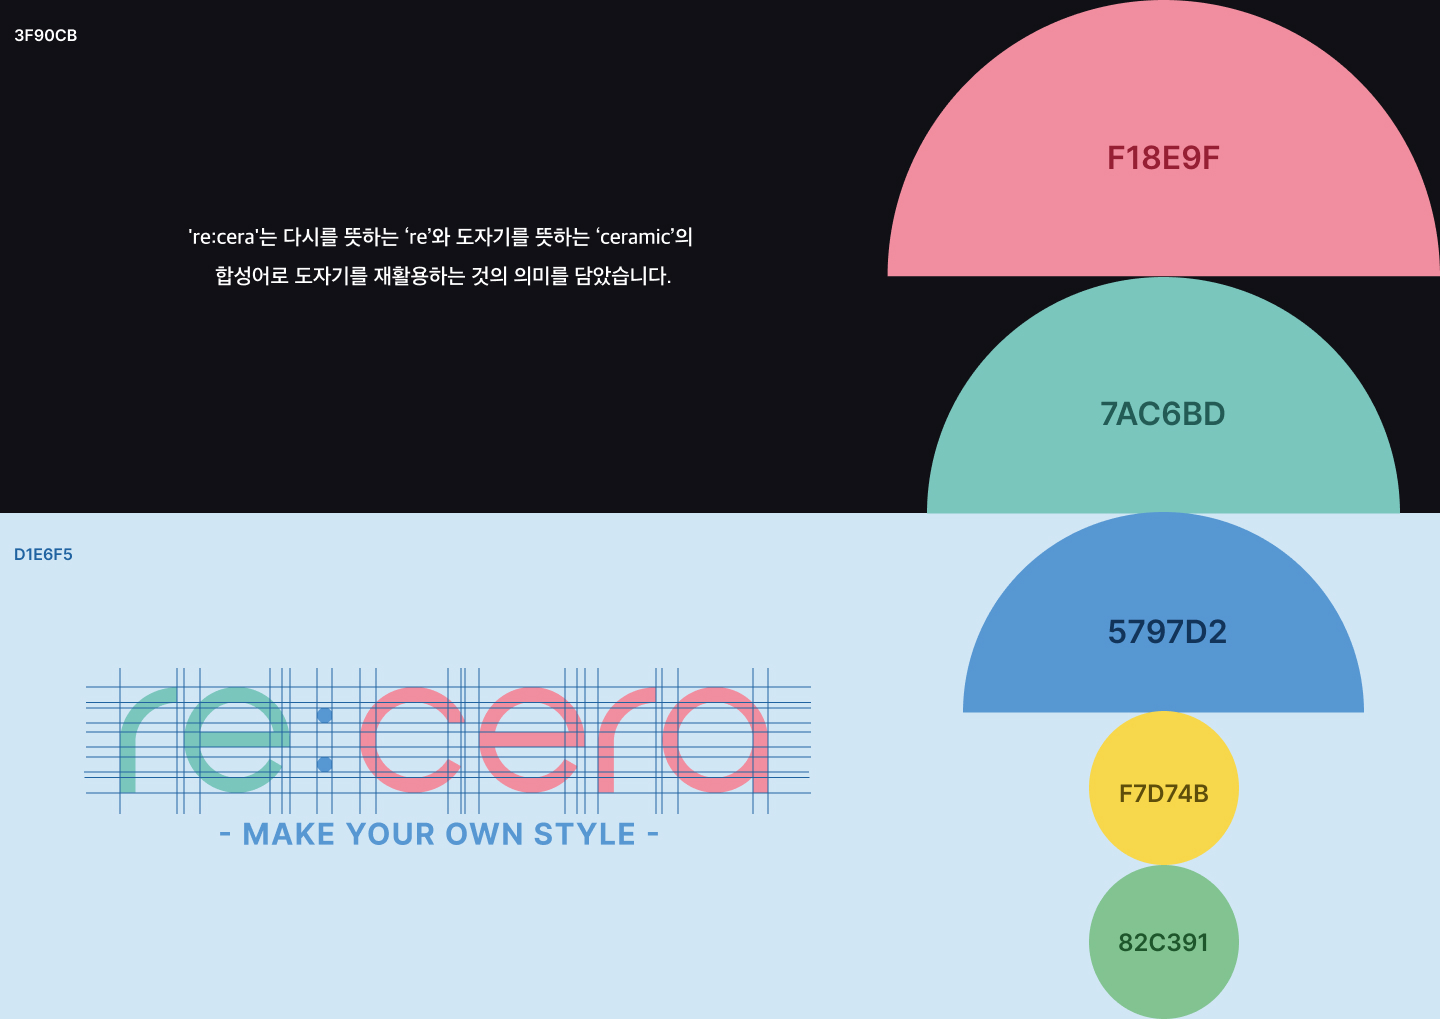 3F90CB
F18E9F
're:cera'는 다시를 뜻하는 ‘re’와 도자기를 뜻하는 ‘ceramic’의
합성어로 도자기를 재활용하는 것의 의미를 담았습니다.
7AC6BD
D1E6F5
5797D2
re:cera
- MAKE YOUR OWN STYLE -
F7D74B
82C391